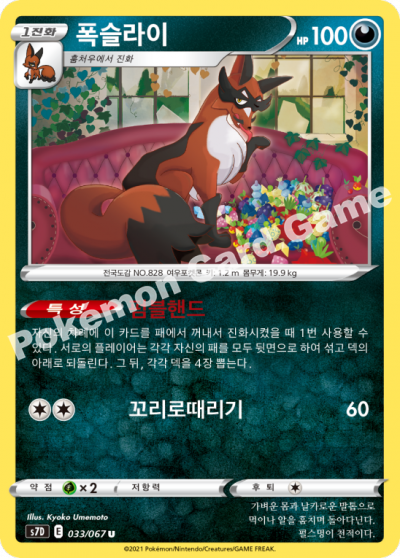 1진화
폭슬라이
HP 100
훔처우에서 진화
전국도감 NO.828 여우포켓몬 키: 1.2 m 몸무게: 19.9 kg
Pokémon Card Game
특성
자신의 차례에 이 카드를 패에서 꺼내서 진화시켰을 때 1번 사용할 수
있다. 서로의 플레이어는 각각 자신의 패를 모두 뒷면으로 하여 섞고 덱의
아래로 되돌린다. 그 뒤, 각각 덱을 4장 뽑는다.
꼬리로때리기 60
약점 ×2 저항력 후퇴
Illus. Kyoko Umemoto
s7D E 033/067 U
가벼운 몸과 날카로운 발톱으로
먹이나 알을 훔치며 돌아다닌다.
펄스멍이 천적이다.
©2021 Pokémon/Nintendo/Creatures/GAME FREAK.